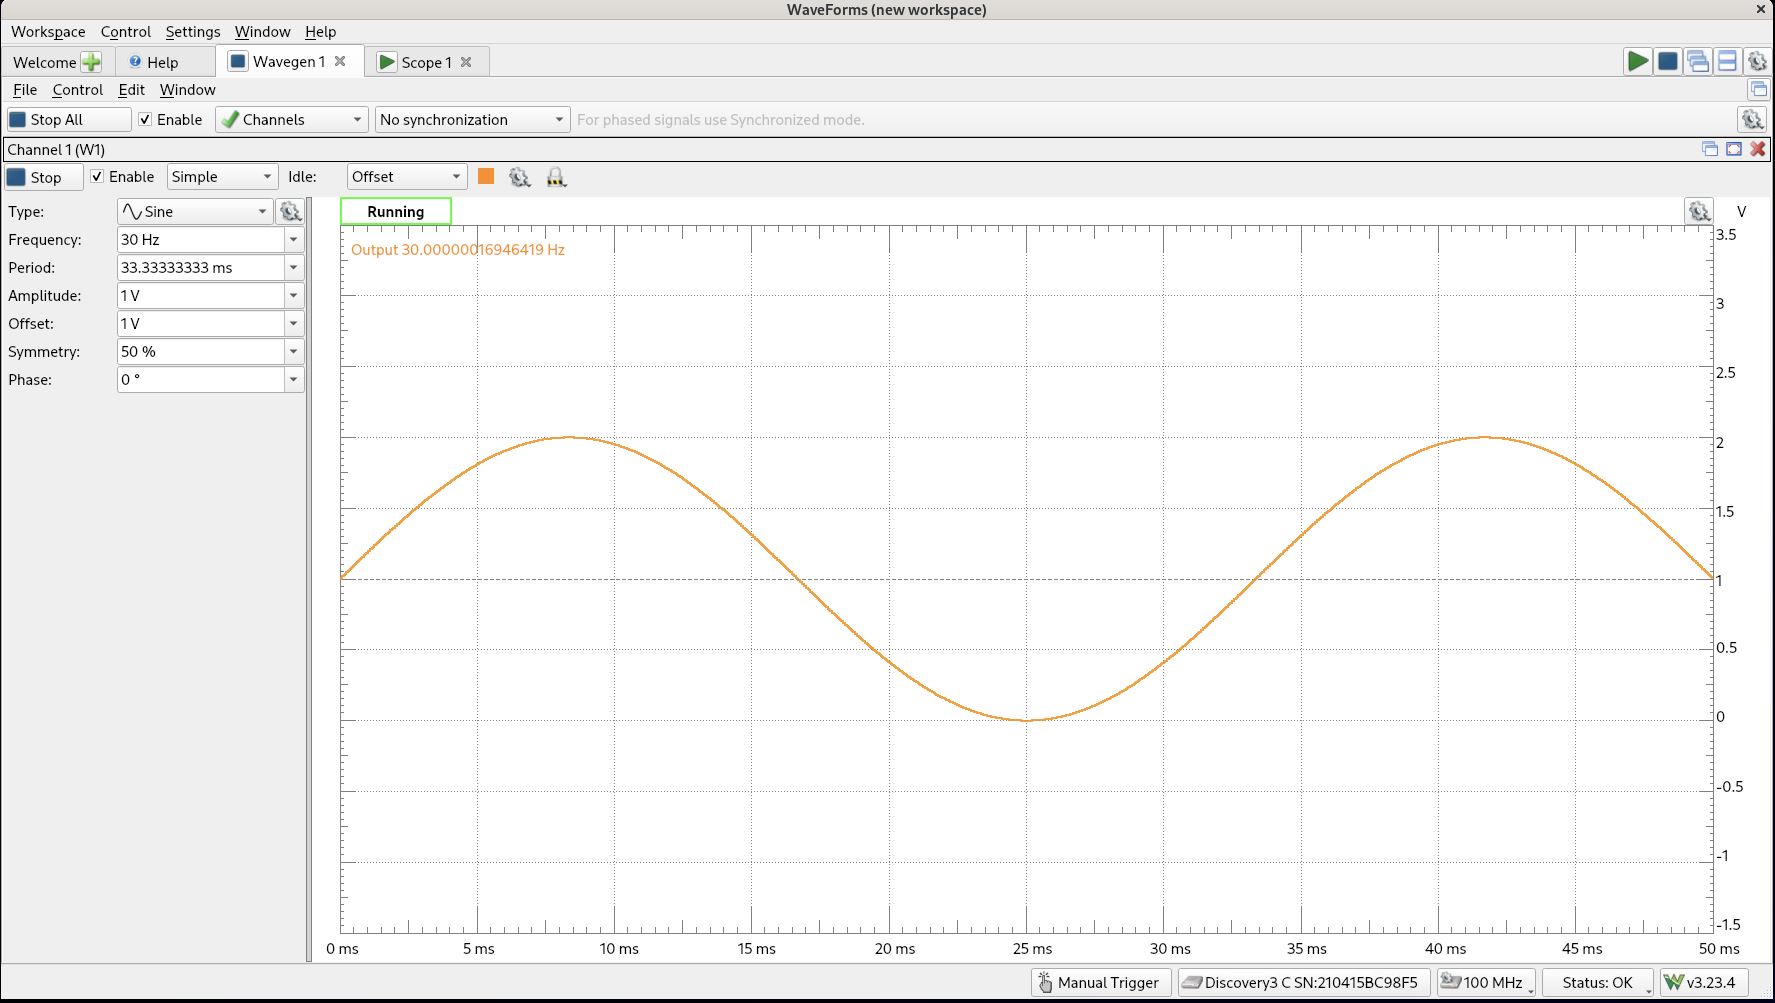 WaveForms (new workspace)
Workspace Control Settings Window Help
Welcome Help Wavegen 1 Scope 1
File Control Edit Window
Stop All Enable Channels No synchronization For phased signals use Synchronized mode.
Channel 1 (W1)
Stop Enable Simple Idle: Offset
Type: Sine
Frequency: 30 Hz
Period: 33.33333333 ms
Amplitude: 1 V
Offset: 1 V
Symmetry: 50 %
Phase: 0 °
Running
V
Output 30.00000016946419 Hz
3.5
3
2.5
2
1.5
1
0.5
0
-0.5
-1
-1.5
0 ms 5 ms 10 ms 15 ms 20 ms 25 ms 30 ms 35 ms 40 ms 45 ms 50 ms
Manual Trigger Discovery3 C SN:210415BC98F5 100 MHz Status: OK v3.23.4